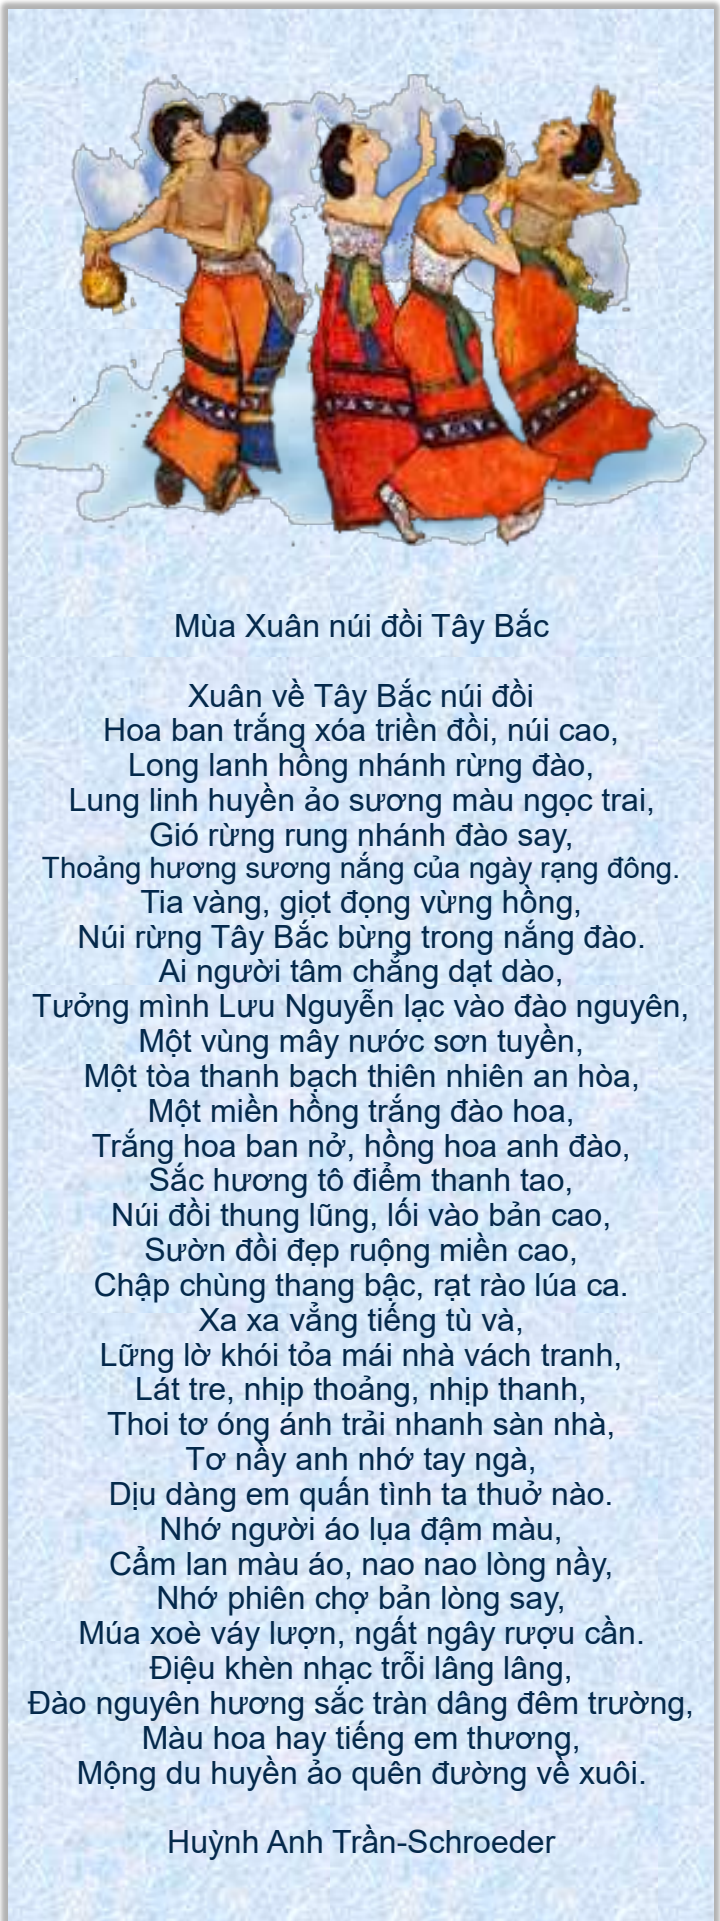 Mùa Xuân núi đồi Tây Bắc
Xuân về Tây Bắc núi đồi
Hoa ban trắng xóa triền đồi, núi cao,
Long lanh hồng nhánh rừng đào,
Lung linh huyền ảo sương màu ngọc trai,
Gió rừng rung nhánh đào say,
Thoảng hương sương nắng của ngày rạng đông.
Tia vàng, giọt đọng vừng hồng,
Núi rừng Tây Bắc bừng trong nắng đào.
Ai người tâm chẳng dạt dào,
Tưởng mình Lưu Nguyễn lạc vào đào nguyên,
Một vùng mây nước sơn tuyền,
Một tòa thanh bạch thiên nhiên an hòa,
Một miền hồng trắng đào hoa,
Trắng hoa ban nở, hồng hoa anh đào,
Sắc hương tô điểm thanh tao,
Núi đồi thung lũng, lối vào bản cao,
Sườn đồi đẹp ruộng miền cao,
Chập chùng thang bậc, rạt rào lúa ca.
Xa xa vẳng tiếng tù và,
Lững lờ khói tỏa mái nhà vách tranh,
Lát tre, nhịp thoảng, nhịp thanh,
Thoi tơ óng ánh trải nhanh sàn nhà,
Tơ nầy anh nhớ tay ngà,
Dịu dàng em quấn tình ta thuở nào.
Nhớ người áo lụa đậm màu,
Cẩm lan màu áo, nao nao lòng nầy,
Nhớ phiên chợ bản lòng say,
Múa xoè váy lượn, ngất ngây rượu cần.
Điệu khèn nhạc trỗi lâng lâng,
Đào nguyên hương sắc tràn dâng đêm trường,
Màu hoa hay tiếng em thương,
Mộng du huyền ảo quên đường về xuôi.
Huỳnh Anh Trần-Schroeder